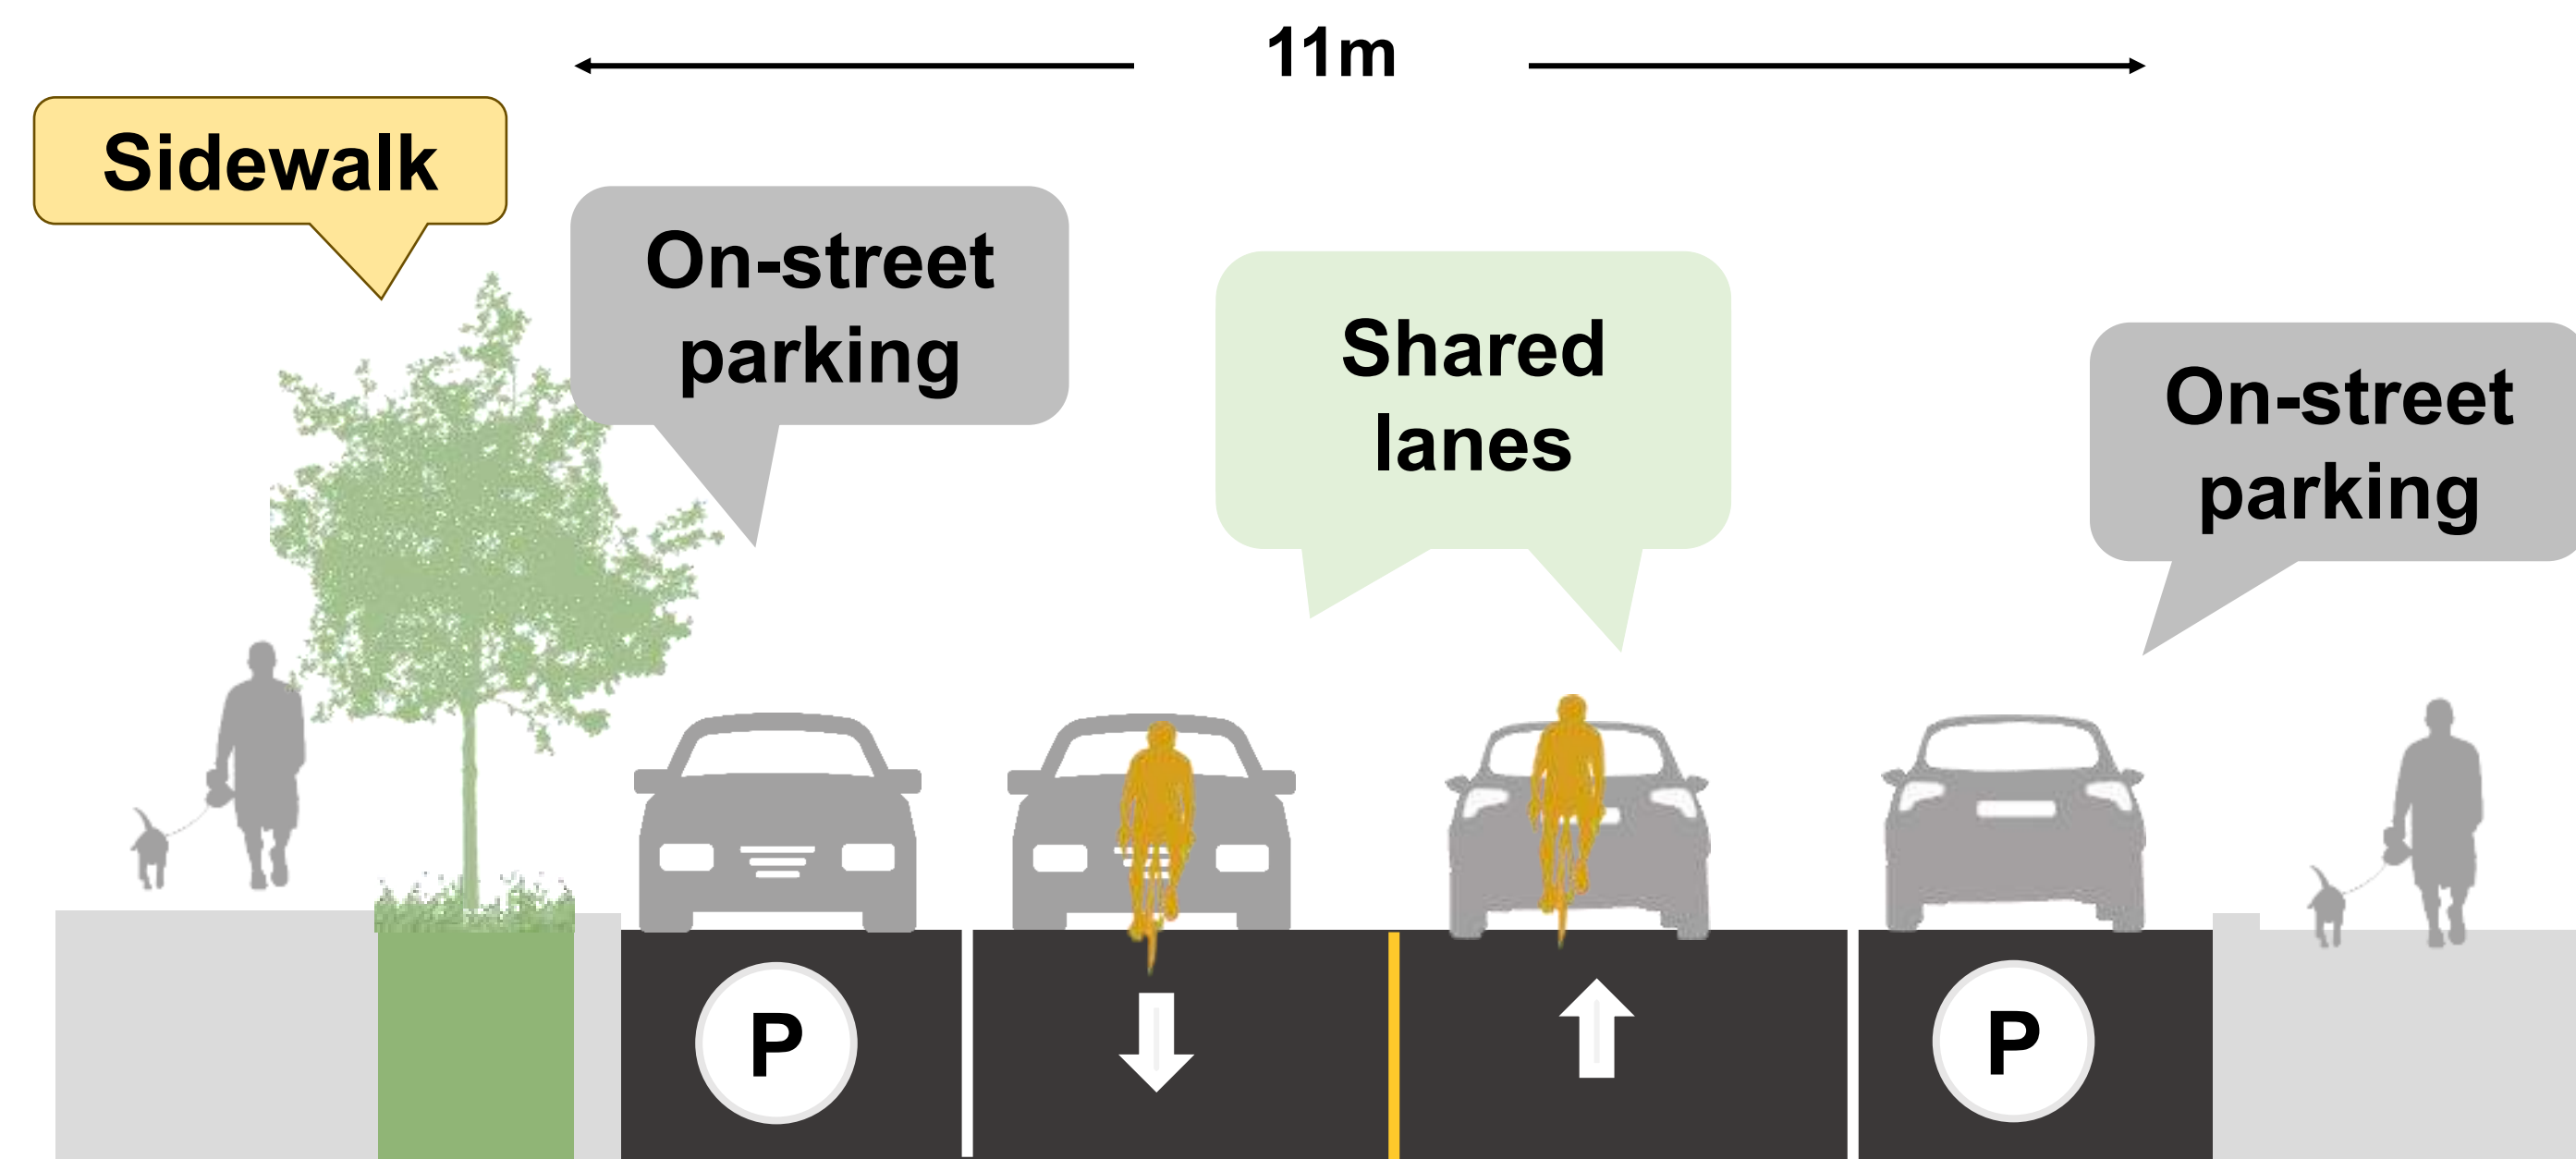 11m
Sidewalk
On-street
parking
Shared
lanes
On-street
parking
P
P